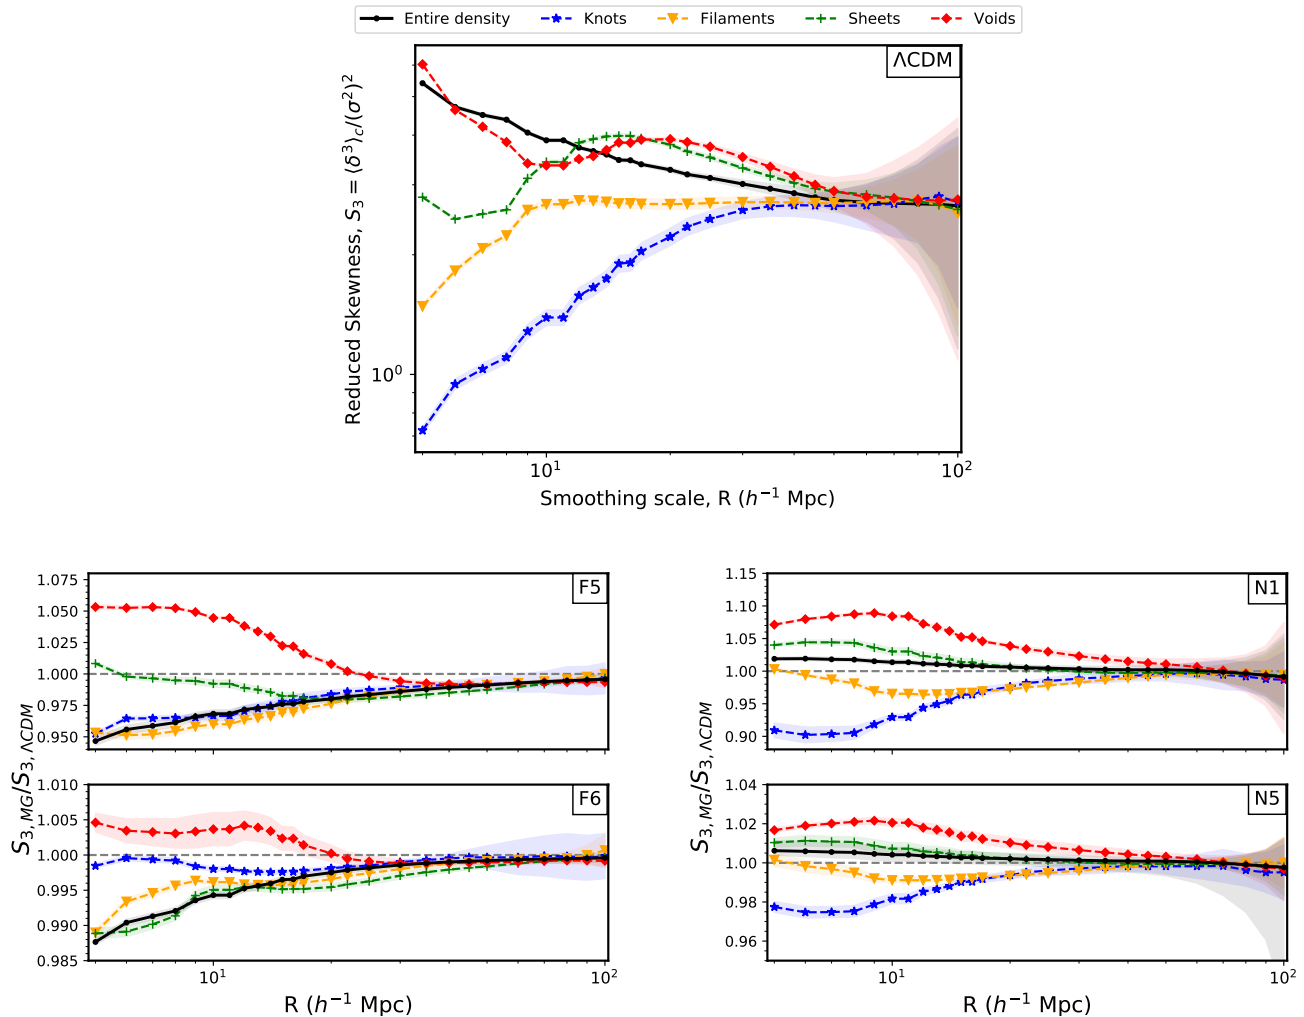 Entire density Knots Filaments Sheets Voids
ΛCDM
Reduced Skewness, S₃ = ⟨δ³⟩_c/(σ²)²
10⁰
10¹ 10²
Smoothing scale, R (h⁻¹ Mpc)
S₃,MG/S₃,ΛCDM
F5
1.075
1.050
1.025
1.000
0.975
0.950
F6
1.010
1.005
1.000
0.995
0.990
0.985
10¹ 10²
R (h⁻¹ Mpc)
S₃,MG/S₃,ΛCDM
N1
1.15
1.10
1.05
1.00
0.95
0.90
N5
1.04
1.02
1.00
0.98
0.96
10¹ 10²
R (h⁻¹ Mpc)